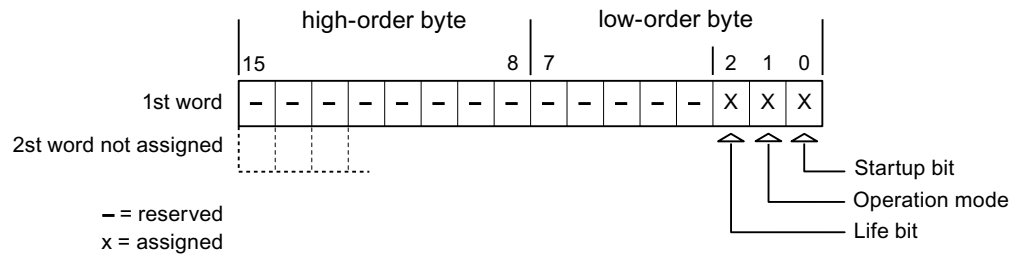 high-order byte low-order byte
15 8 7 2 1 0
1st word – – – – – – – – – – – – – X X X
2st word not assigned
Startup bit
Operation mode
Life bit
– = reserved
x = assigned